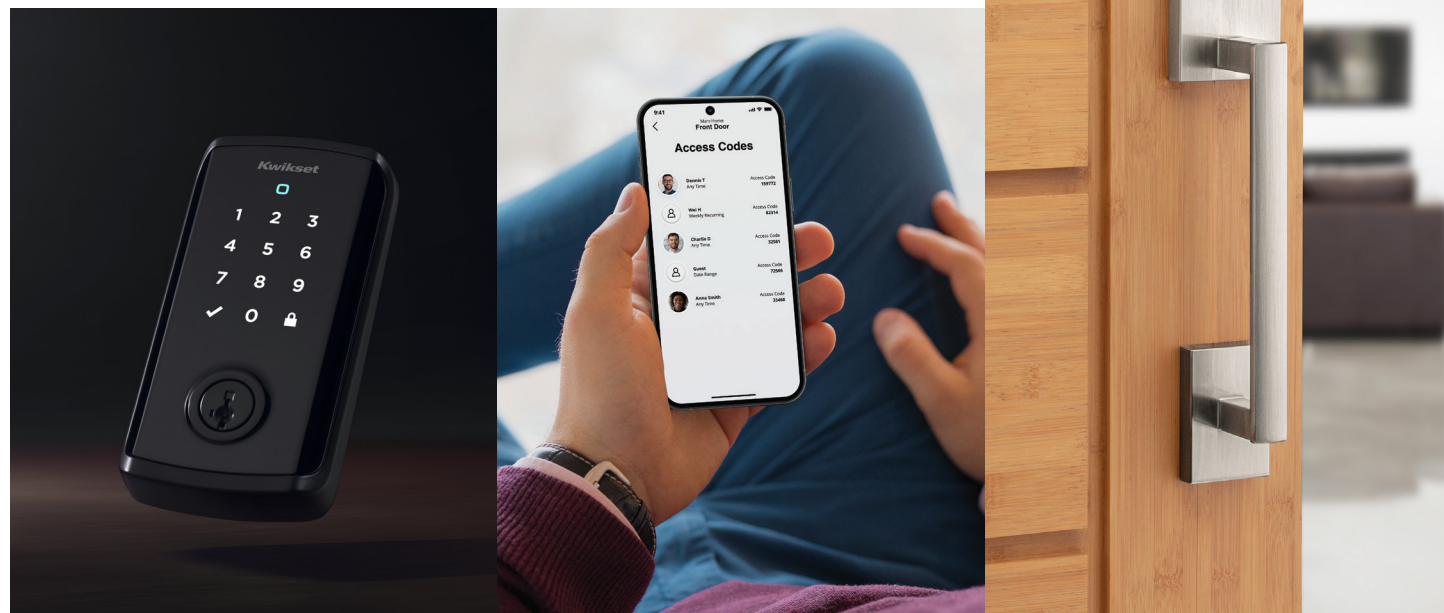 Kwikset
1 2 3
4 5 6
7 8 9
0
9:41
Main Home
Front Door
Access Codes
Dennis T
Any Time
Access Code
159772
Wei H
Weekly Recurring
Access Code
82314
Charlie D
Any Time
Access Code
32581
Guest
Date Range
Access Code
72506
Anna Smith
Any Time
Access Code
33468